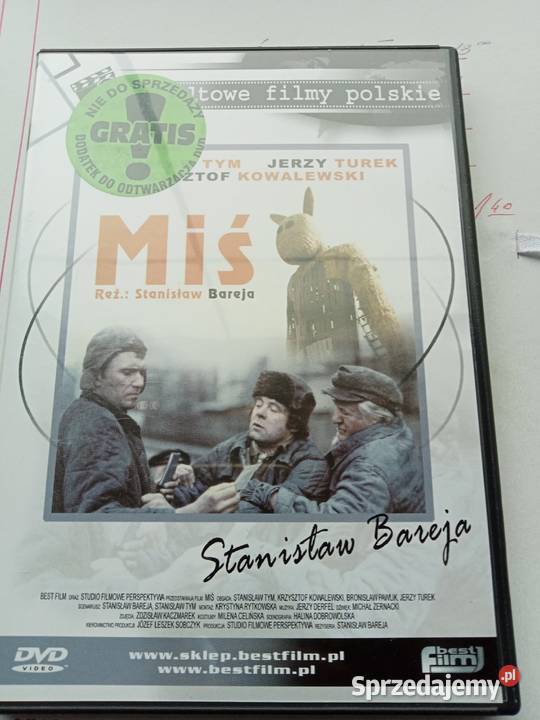 ltowe filmy polskie
NIE DO SPRZEDAŻY
GRATIS
DODATEK DO ODTWARZACZA DVD
TYM JERZY TUREK
ZTOF KOWALEWSKI
Miś
Reż.: Stanisław Bareja
Stanisław Bareja
BEST FILM ORAZ STUDIO FILMOWE PERSPEKTYWA PRZEDSTAWIAJĄ FILM MIŚ OBSADA: STANISŁAW TYM, KRZYSZTOF KOWALEWSKI, BRONISŁAW PAWLIK, JERZY TUREK
SCENARIUSZ: STANISŁAW BAREJA, STANISŁAW TYM MONTAŻ: KRYSTYNA RYTKOWSKA MUZYKA: JERZY DERFEL DŹWIĘK: MICHAŁ ŻERNACKI
ZDJĘCIA: ZDZISŁAW KACZMAREK KOSTIUMY: MILENA CELIŃSKA SCENOGRAFIA: HALINA DOBROWOLSKA
KIEROWNICTWO PRODUKCJI: JÓZEF LESZEK SOBCZYK PRODUKCJA: STUDIO FILMOWE PERSPEKTYWA REŻYSERIA: STANISŁAW BAREJA
DVD
VIDEO
www.sklep.bestfilm.pl
www.bestfilm.pl
best
film
40
Sprzedajemy.pl